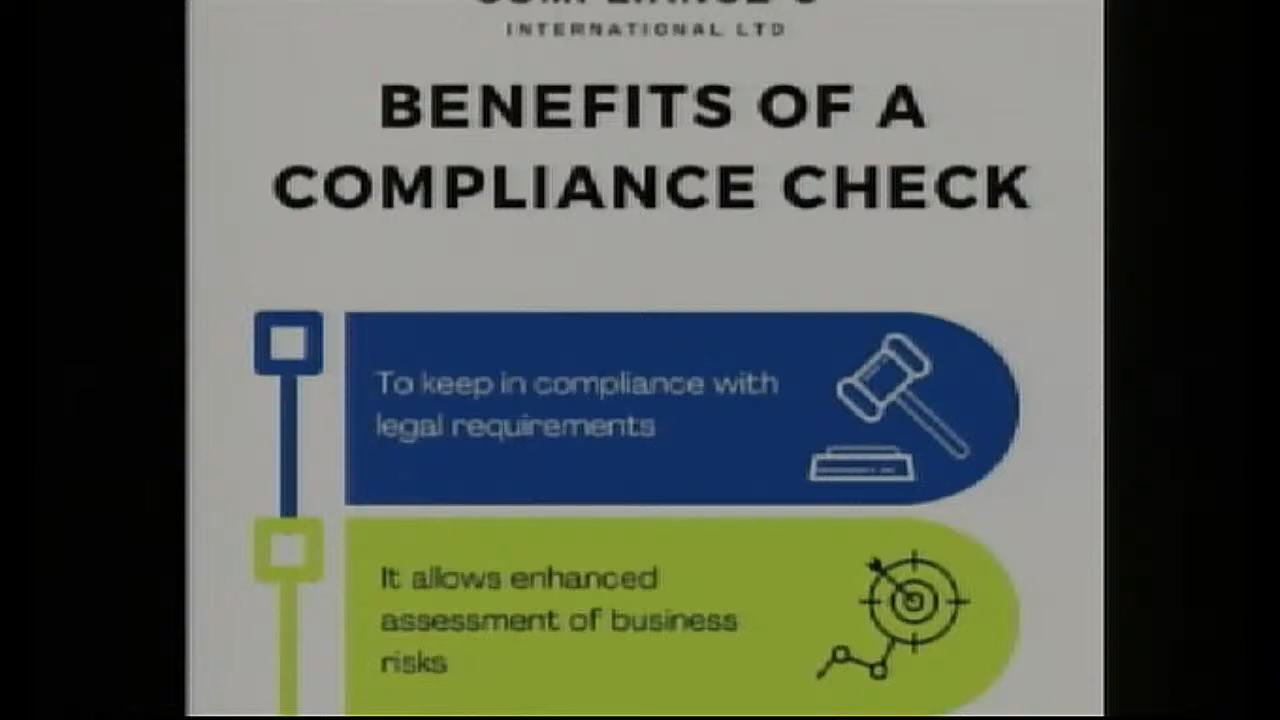 INTERNATIONAL LTD
BENEFITS OF A
COMPLIANCE CHECK
To keep in compliance with
legal requirements
It allows enhanced
assessment of business
risks